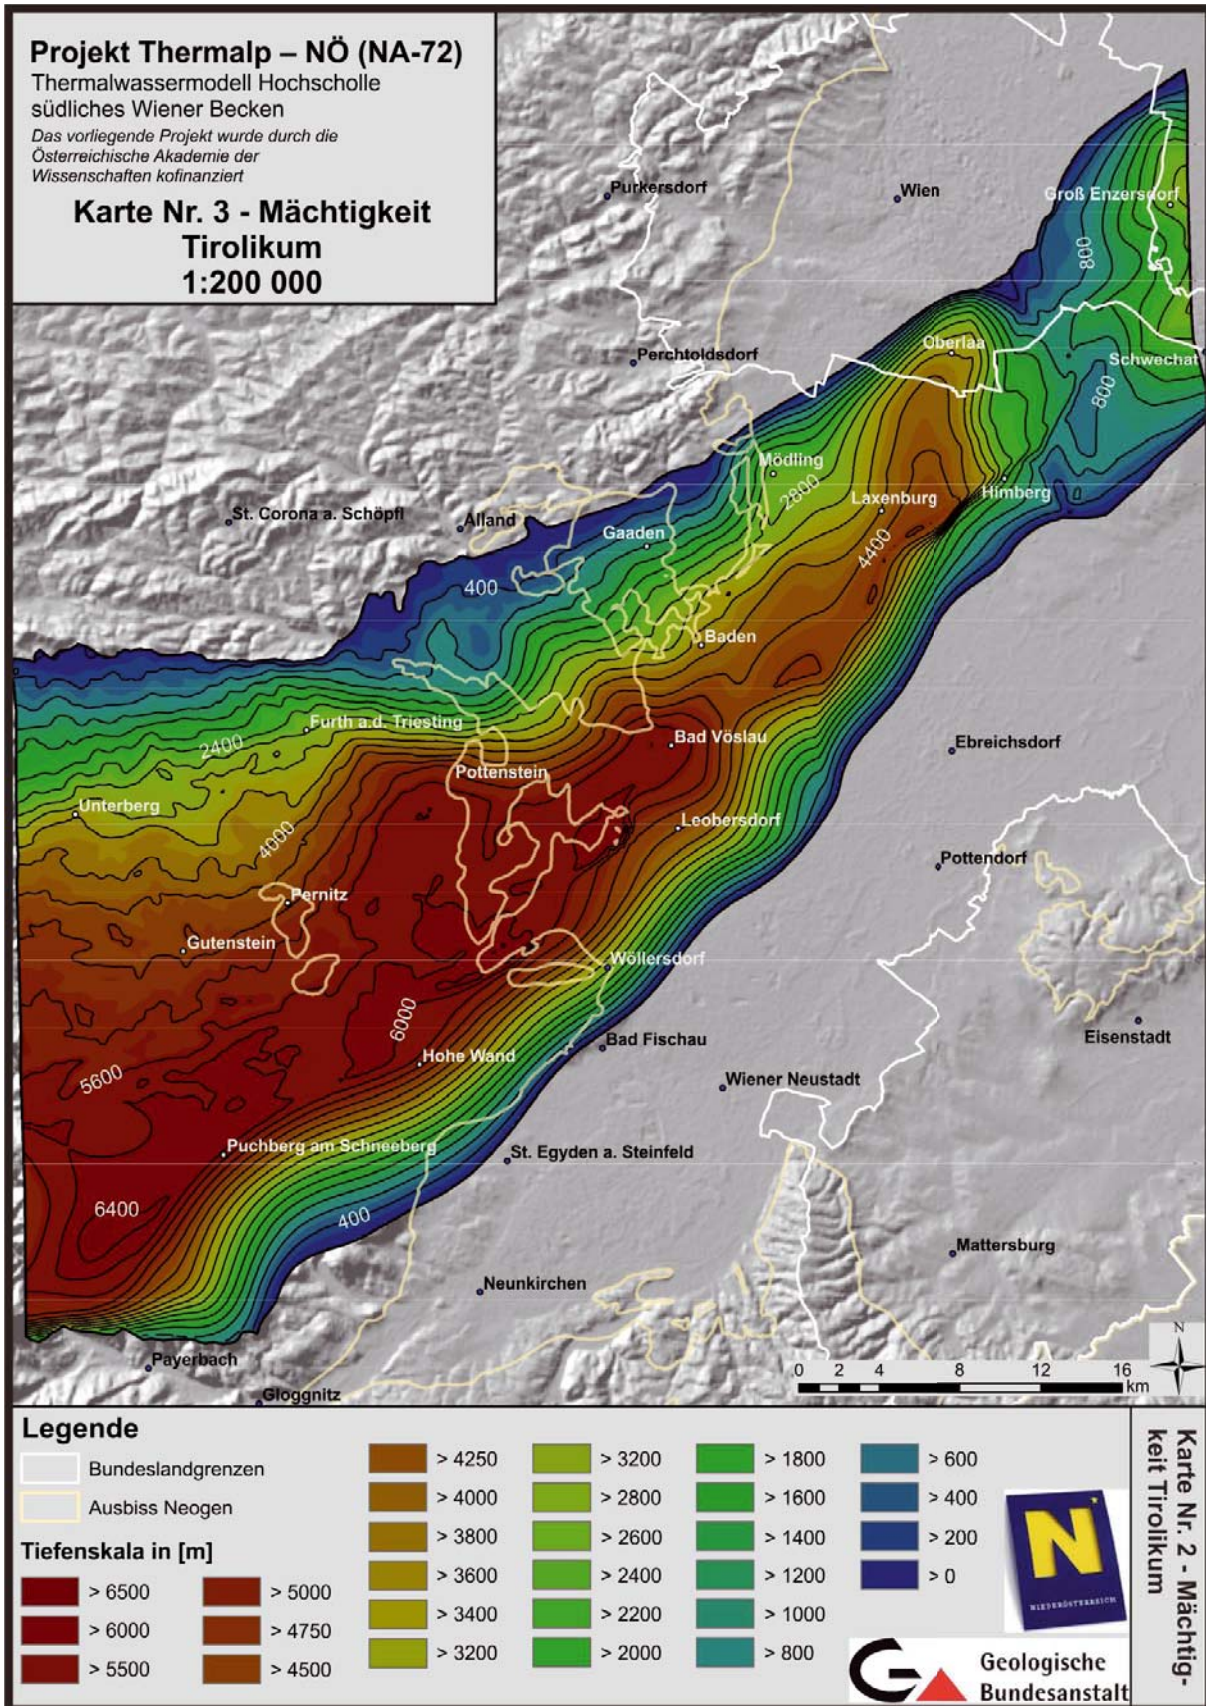 Projekt Thermalp – NÖ (NA-72)
Thermalwassermodell Hochscholle
südliches Wiener Becken
Das vorliegende Projekt wurde durch die
Österreichische Akademie der
Wissenschaften kofinanziert
Karte Nr. 3 - Mächtigkeit
Tirolikum
1:200 000
Purkersdorf
Wien
Groß Enzersdorf
800
Oberlaa
Perchtoldsdorf
Schwechat
800
Mödling
2800
Laxenburg
Himberg
St. Corona a. Schöpfl
Alland
Gaaden
4400
400
Baden
Furth a.d. Triesting
2400
Bad Vöslau
Ebreichsdorf
Pottenstein
Unterberg
4000
Leobersdorf
Pottendorf
Pernitz
Gutenstein
Wöllersdorf
6000
Eisenstadt
Bad Fischau
Hohe Wand
5600
Wiener Neustadt
Puchberg am Schneeberg
St. Egyden a. Steinfeld
6400
400
Mattersburg
Neunkirchen
N
Payerbach
Gloggnitz
0 2 4 8 12 16
km
Legende
Bundeslandgrenzen
Ausbiss Neogen
Tiefenskala in [m]
> 6500
> 6000
> 5500
> 5000
> 4750
> 4500
> 4250
> 4000
> 3800
> 3600
> 3400
> 3200
> 3200
> 2800
> 2600
> 2400
> 2200
> 2000
> 1800
> 1600
> 1400
> 1200
> 1000
> 800
> 600
> 400
> 200
> 0
N
NIEDERÖSTERREICH
Geologische
Bundesanstalt
Karte Nr. 2 - Mächtig-
keit Tirolikum